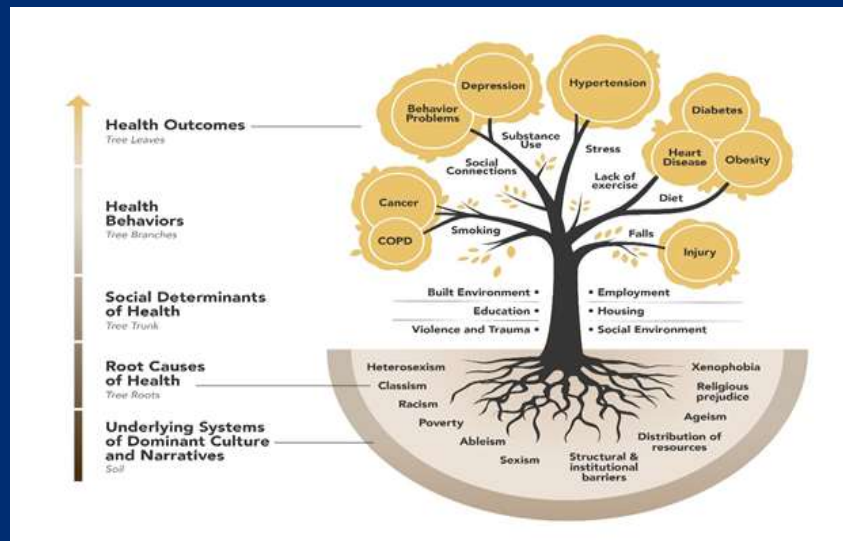 Health Outcomes
Tree Leaves
Health
Behaviors
Tree Branches
Social Determinants
of Health
Tree Trunk
Root Causes
of Health
Tree Roots
Underlying Systems
of Dominant Culture
and Narratives
Soil
Depression
Behavior
Problems
Hypertension
Diabetes
Heart
Disease
Obesity
Substance
Use
Social
Connections
Stress
Lack of
exercise
Diet
Cancer
COPD
Smoking
Falls
Injury
Built Environment •
• Employment
Education •
• Housing
Violence and Trauma •
• Social Environment
Heterosexism
Classism
Racism
Poverty
Ableism
Sexism
Structural &
institutional
barriers
Distribution of
resources
Ageism
Religious
prejudice
Xenophobia